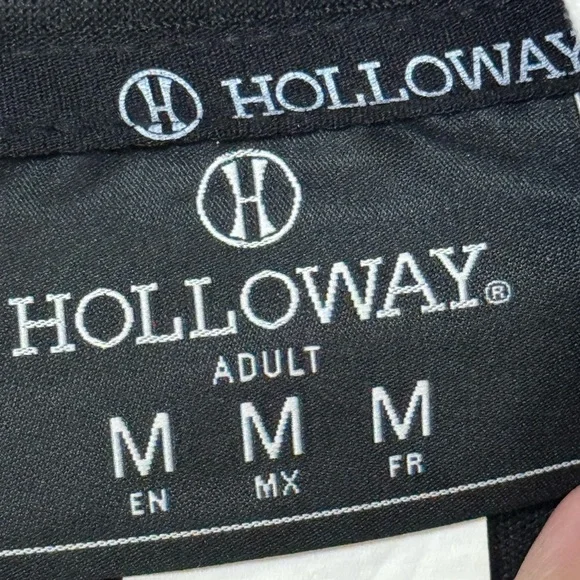 H HOLLOWAY
H
HOLLOWAY®
ADULT
M M M
EN MX FR